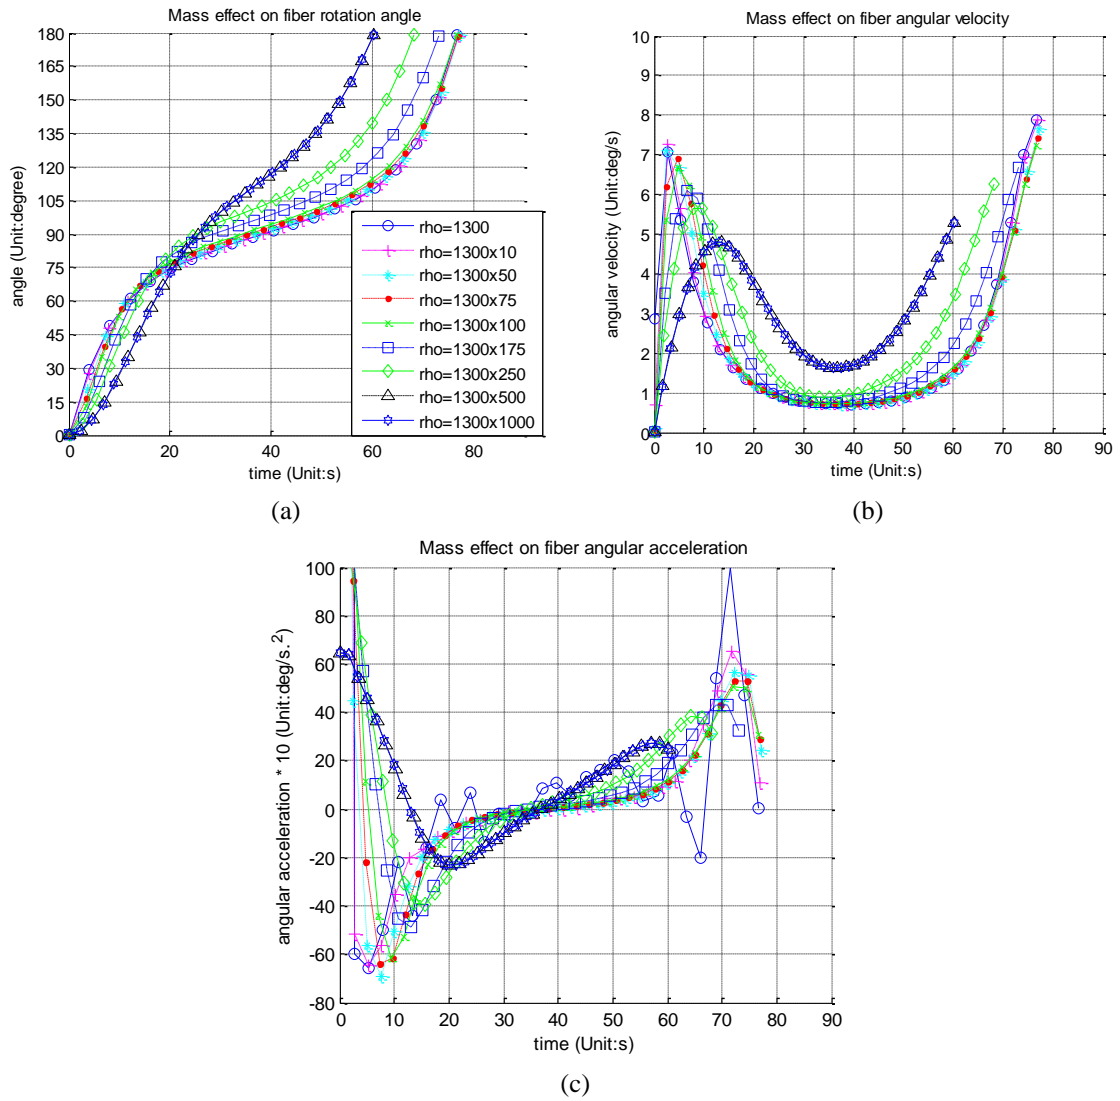 Mass effect on fiber rotation angle
180
165
150
135
120
105
90
75
60
45
30
15
0
angle (Unit:degree)
0 20 40 60 80
time (Unit:s)
rho=1300
rho=1300x10
rho=1300x50
rho=1300x75
rho=1300x100
rho=1300x175
rho=1300x250
rho=1300x500
rho=1300x1000
(a)
Mass effect on fiber angular velocity
10
9
8
7
6
5
4
3
2
1
0
angular velocity (Unit:deg/s)
0 10 20 30 40 50 60 70 80 90
time (Unit:s)
(b)
Mass effect on fiber angular acceleration
100
80
60
40
20
0
-20
-40
-60
-80
angular acceleration * 10 (Unit:deg/s.²)
0 10 20 30 40 50 60 70 80 90
time (Unit:s)
(c)